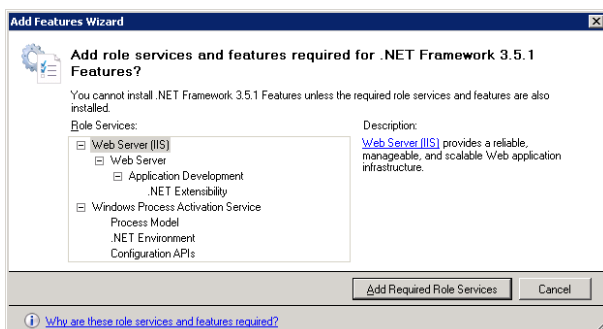 Add Features Wizard
Add role services and features required for .NET Framework 3.5.1
Features?
You cannot install .NET Framework 3.5.1 Features unless the required role services and features are also
installed.
Role Services:
Description:
Web Server (IIS)
Web Server (IIS) provides a reliable,
manageable, and scalable Web application
infrastructure.
Web Server
Application Development
.NET Extensibility
Windows Process Activation Service
Process Model
.NET Environment
Configuration APIs
Add Required Role Services
Cancel
Why are these role services and features required?